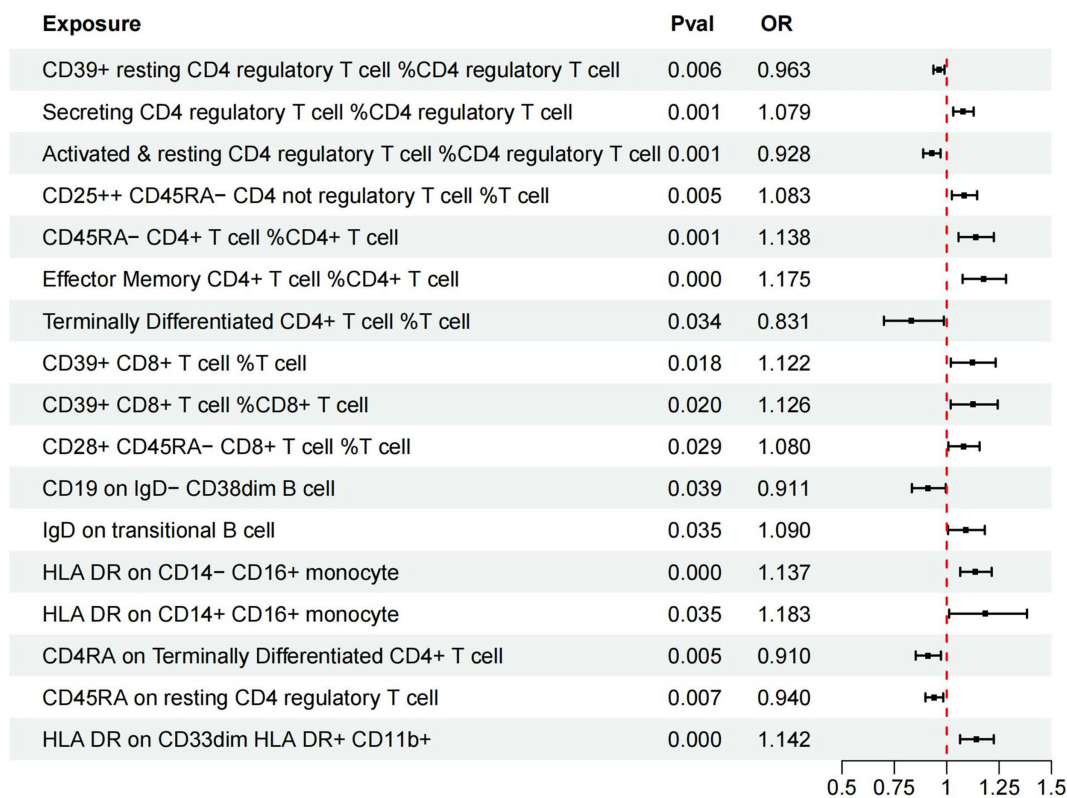 Exposure Pval OR
CD39+ resting CD4 regulatory T cell %CD4 regulatory T cell 0.006 0.963
Secreting CD4 regulatory T cell %CD4 regulatory T cell 0.001 1.079
Activated & resting CD4 regulatory T cell %CD4 regulatory T cell 0.001 0.928
CD25++ CD45RA− CD4 not regulatory T cell %T cell 0.005 1.083
CD45RA− CD4+ T cell %CD4+ T cell 0.001 1.138
Effector Memory CD4+ T cell %CD4+ T cell 0.000 1.175
Terminally Differentiated CD4+ T cell %T cell 0.034 0.831
CD39+ CD8+ T cell %T cell 0.018 1.122
CD39+ CD8+ T cell %CD8+ T cell 0.020 1.126
CD28+ CD45RA− CD8+ T cell %T cell 0.029 1.080
CD19 on IgD− CD38dim B cell 0.039 0.911
IgD on transitional B cell 0.035 1.090
HLA DR on CD14− CD16+ monocyte 0.000 1.137
HLA DR on CD14+ CD16+ monocyte 0.035 1.183
CD4RA on Terminally Differentiated CD4+ T cell 0.005 0.910
CD45RA on resting CD4 regulatory T cell 0.007 0.940
HLA DR on CD33dim HLA DR+ CD11b+ 0.000 1.142
0.5 0.75 1 1.25 1.5